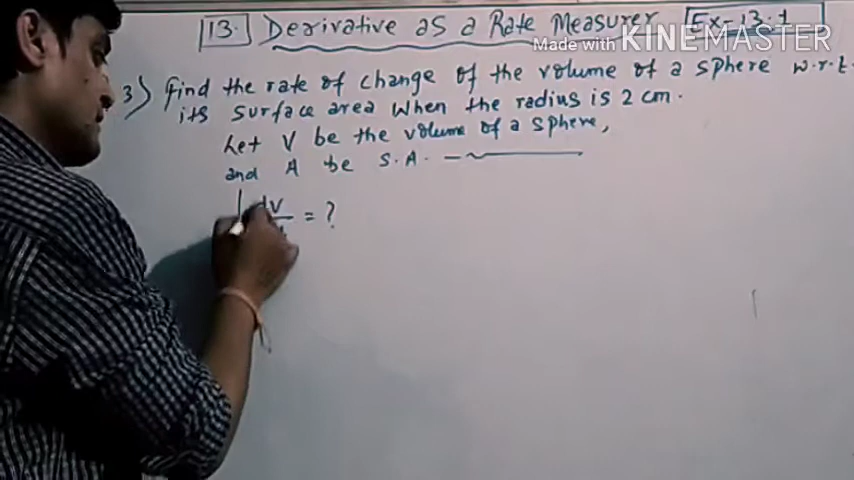 13. Derivative as a Rate Measurer Ex-13.1
Made with KINEMASTER
3) Find the rate of change of the volume of a sphere w.r.t.
its surface area when the radius is 2 cm.
Let V be the volume of a sphere,
and A be S.A. —
dV = ?